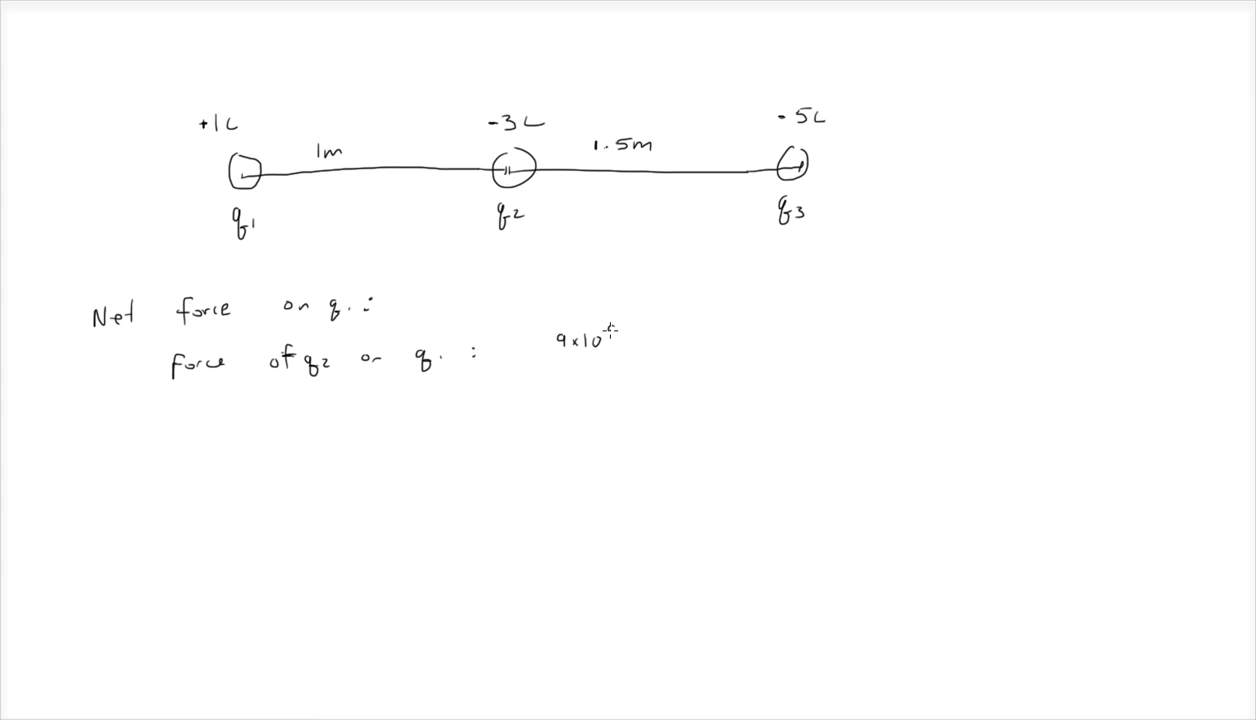 +1C -3C -5C
1m 1.5m
q1 q2 q3
Net force on q1:
Force of q2 on q1: 9x10